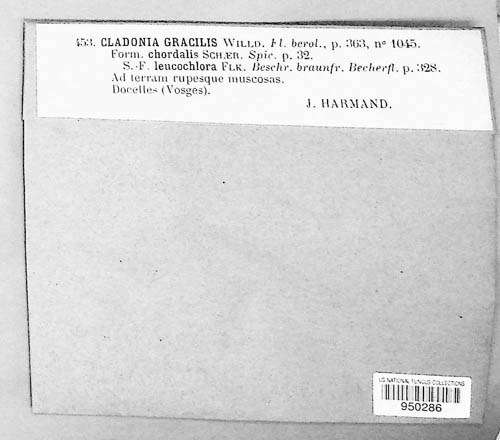 453. CLADONIA GRACILIS WILLD. Fl. berol., p. 363, nº 1045.
Form. chordalis SCHÆR. Spic. p. 32.
S.-F. leucochlora FLK. Beschr. braunfr. Becherfl. p. 328.
Ad terram rupesque muscosas.
Docelles (Vosges).
J. HARMAND.
US NATIONAL FUNGUS COLLECTIONS
950286